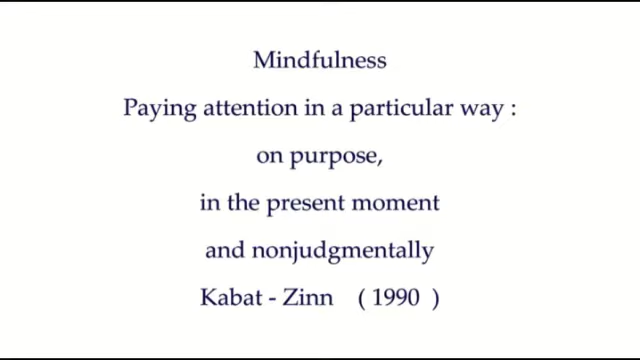 Mindfulness
Paying attention in a particular way :
on purpose,
in the present moment
and nonjudgmentally
Kabat - Zinn ( 1990 )